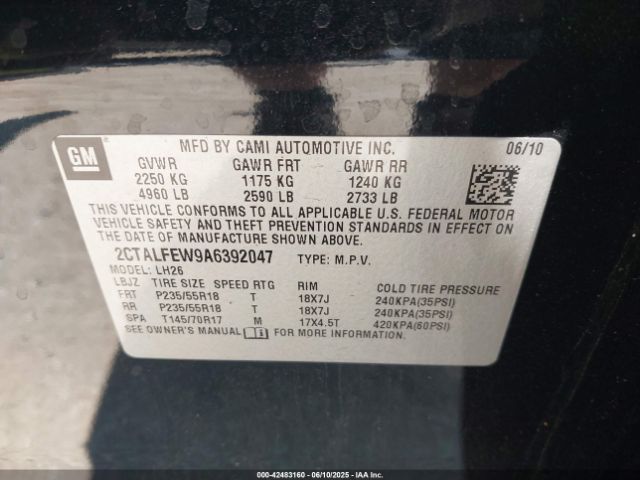 GM
MFD BY CAMI AUTOMOTIVE INC. 06/10
GVWR GAWR FRT GAWR RR
2250 KG 1175 KG 1240 KG
4960 LB 2590 LB 2733 LB
THIS VEHICLE CONFORMS TO ALL APPLICABLE U.S. FEDERAL MOTOR
VEHICLE SAFETY AND THEFT PREVENTION STANDARDS IN EFFECT ON
THE DATE OF MANUFACTURE SHOWN ABOVE.
2CTALFEW9A6392047 TYPE: M.P.V.
MODEL: LH26
LBJZ TIRE SIZE SPEED RTG RIM COLD TIRE PRESSURE
FRT P235/55R18 T 18X7J 240KPA(35PSI)
RR P235/55R18 T 18X7J 240KPA(35PSI)
SPA T145/70R17 M 17X4.5T 420KPA(60PSI)
SEE OWNER'S MANUAL FOR MORE INFORMATION.
000-42483160 - 06/10/2025 - IAA Inc.